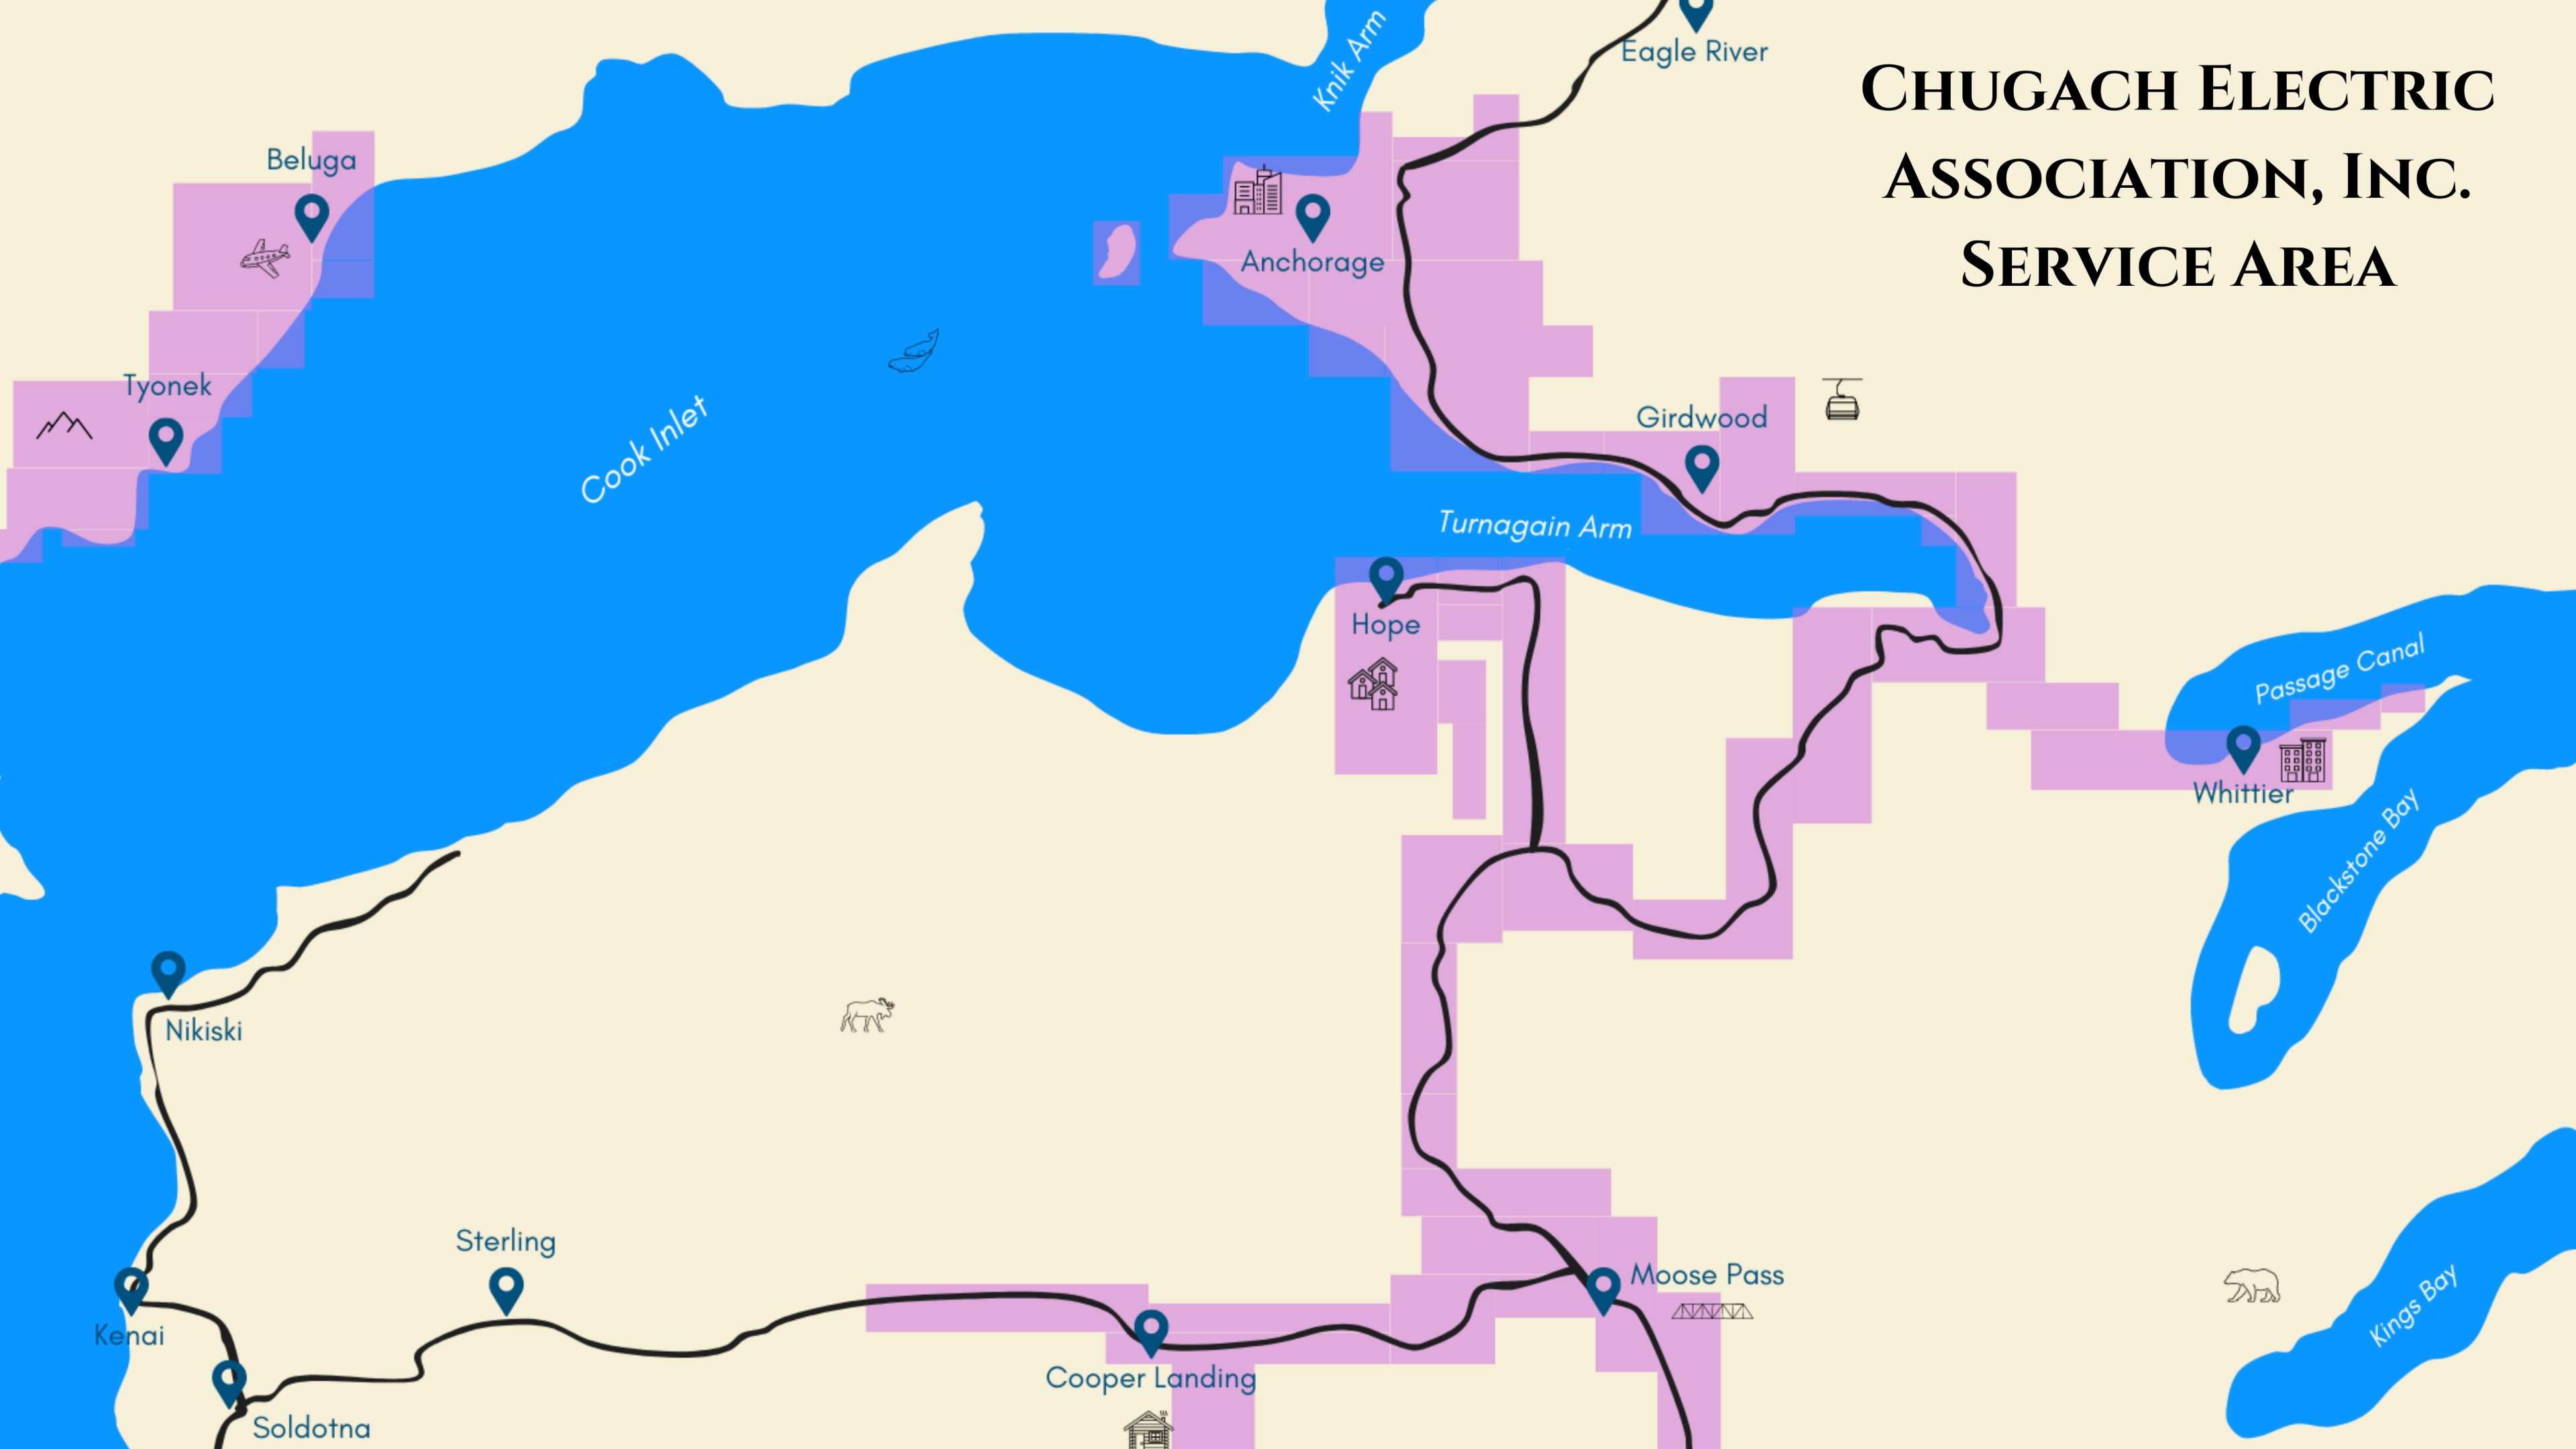 Chugach Electric
Association, Inc.
Service Area
Knik Arm
Eagle River
Beluga
Anchorage
Tyonek
Cook Inlet
Girdwood
Turnagain Arm
Hope
Passage Canal
Whittier
Blackstone Bay
Nikiski
Sterling
Moose Pass
Kings Bay
Kenai
Cooper Landing
Soldotna